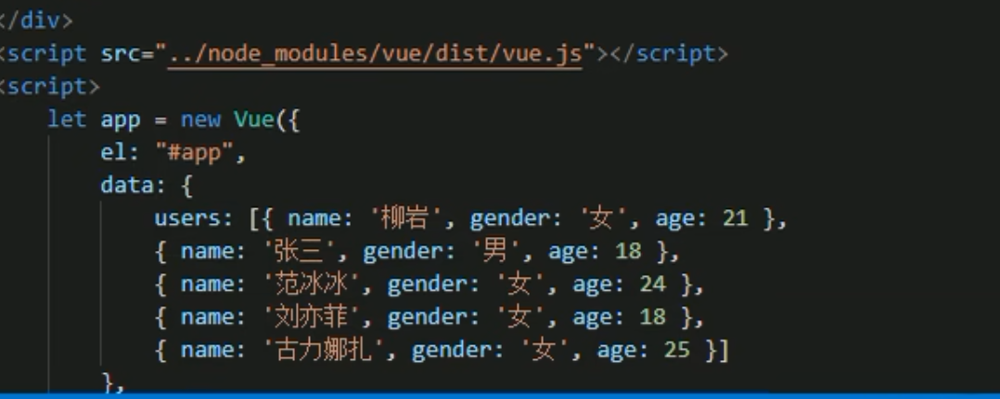 </div>
<script src="../node_modules/vue/dist/vue.js"></script>
<script>
let app = new Vue({
el: "#app",
data: {
users: [{ name: '柳岩', gender: '女', age: 21 },
{ name: '张三', gender: '男', age: 18 },
{ name: '范冰冰', gender: '女', age: 24 },
{ name: '刘亦菲', gender: '女', age: 18 },
{ name: '古力娜扎', gender: '女', age: 25 }]
},